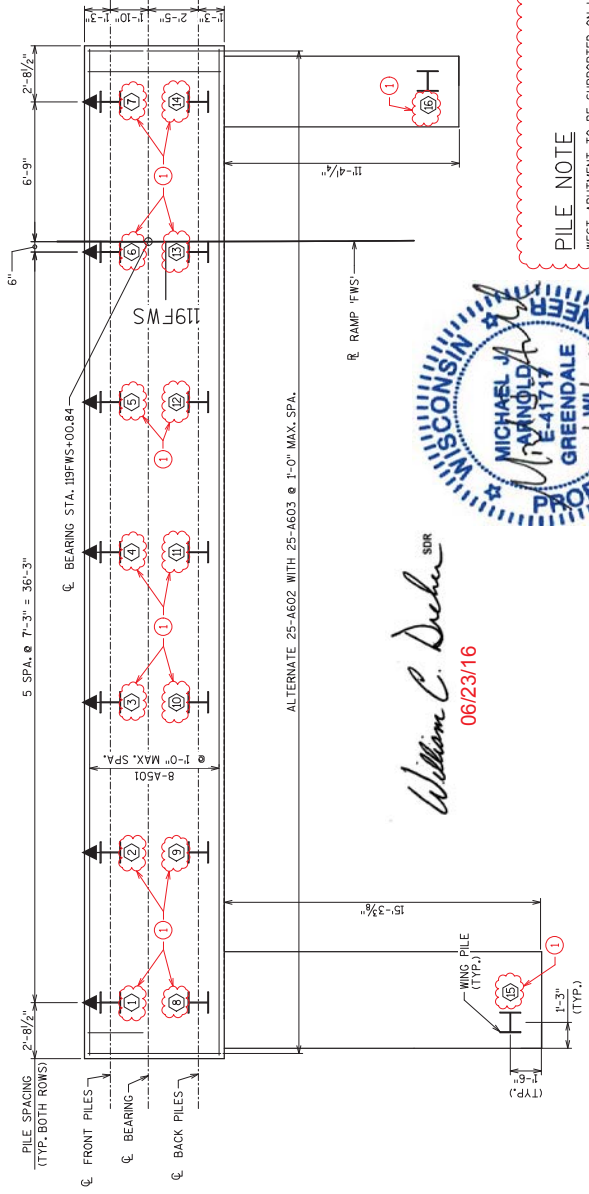 PILE SPACING
(TYP. BOTH ROWS)
2'-8½"
5 SPA. @ 7'-3" = 36'-3"
6"
6'-9"
2'-8½"
1'-3"
1'-10"
2'-5"
1'-3"
℄ BEARING STA. 119FWS+00.84
℄ FRONT PILES
℄ BEARING
℄ BACK PILES
1
2
3
4
5
6
7
8
9
10
11
12
13
14
1
1
1
1
8-A501
@ 1'-0" MAX. SPA.
119FWS
ALTERNATE 25-A602 WITH 25-A603 @ 1'-0" MAX. SPA.
15'-3⅜"
11'-4¼"
16
1
WING PILE
(TYP.)
15
1
1'-6"
(TYP.)
1'-3"
(TYP.)
RAMP 'FWS'
William C. Dreher
SDR
06/23/16
WISCONSIN
MICHAEL J.
ARNOLD
E-41717
GREENDALE
PILE NOTE